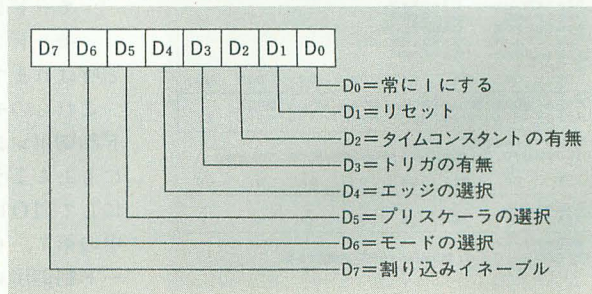 D7 D6 D5 D4 D3 D2 D1 D0
D0=常に1にする
D1=リセット
D2=タイムコンスタントの有無
D3=トリガの有無
D4=エッジの選択
D5=プリスケーラの選択
D6=モードの選択
D7=割り込みイネーブル